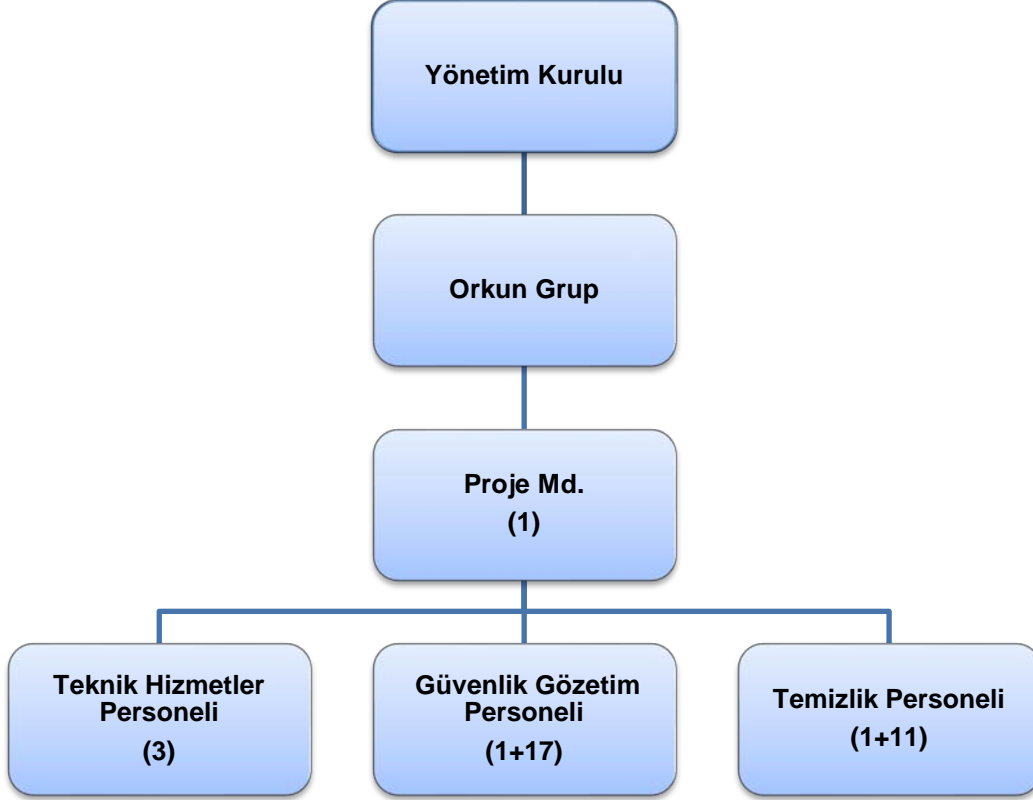 Yönetim Kurulu
Orkun Grup
Proje Md.
(1)
Teknik Hizmetler
Personeli
(3)
Güvenlik Gözetim
Personeli
(1+17)
Temizlik Personeli
(1+11)